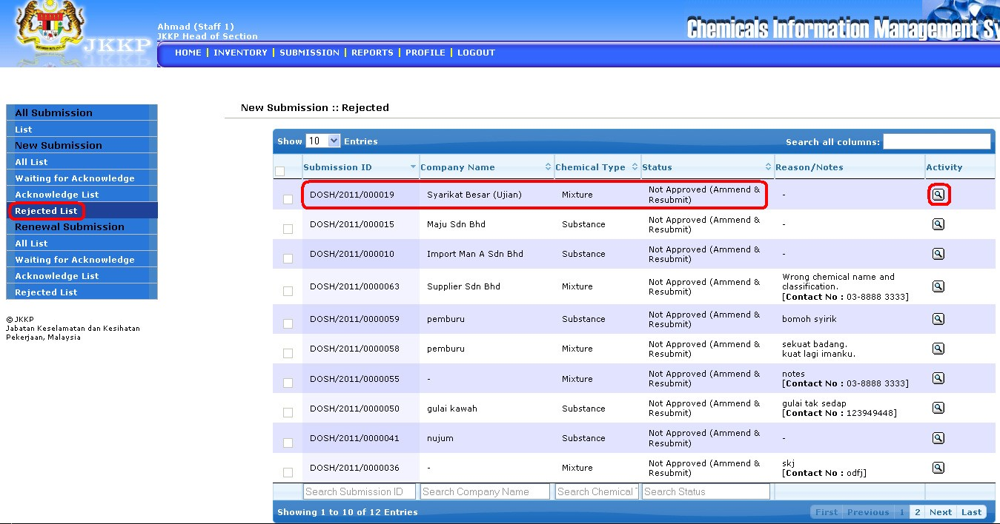 Ahmad (Staff 1)
JKKP Head of Section
JKKP
Chemicals Information Management Sy
HOME | INVENTORY | SUBMISSION | REPORTS | PROFILE | LOGOUT
All Submission
List
New Submission
All List
Waiting for Acknowledge
Acknowledge List
Rejected List
Renewal Submission
All List
Waiting for Acknowledge
Acknowledge List
Rejected List
© JKKP
Jabatan Keselamatan dan Kesihatan
Pekerjaan, Malaysia
New Submission :: Rejected
Show 10 Entries Search all columns:
Submission ID Company Name Chemical Type Status Reason/Notes Activity
DOSH/2011/000019 Syarikat Besar (Ujian) Mixture Not Approved (Ammend &
Resubmit) -
DOSH/2011/000015 Maju Sdn Bhd Substance Not Approved (Ammend &
Resubmit) -
DOSH/2011/000010 Import Man A Sdn Bhd Substance Not Approved (Ammend &
Resubmit) -
DOSH/2011/0000063 Supplier Sdn Bhd Mixture Not Approved (Ammend &
Resubmit)
Wrong chemical name and
classification.
[Contact No : 03-8888 3333]
DOSH/2011/0000059 pemburu Substance Not Approved (Ammend &
Resubmit) bomoh syirik
DOSH/2011/0000058 pemburu Mixture Not Approved (Ammend &
Resubmit)
sekuat badang.
kuat lagi imanku.
DOSH/2011/0000055 - Mixture Not Approved (Ammend &
Resubmit)
notes
[Contact No : 03-8888 3333]
DOSH/2011/0000050 gulai kawah Substance Not Approved (Ammend &
Resubmit)
gulai tak sedap
[Contact No : 123949448]
DOSH/2011/0000041 nujum Substance Not Approved (Ammend &
Resubmit) -
DOSH/2011/0000036 - Mixture Not Approved (Ammend &
Resubmit)
skj
[Contact No : odfj]
Search Submission ID Search Company Name Search Chemical Search Status
Showing 1 to 10 of 12 Entries First Previous 1 2 Next Last